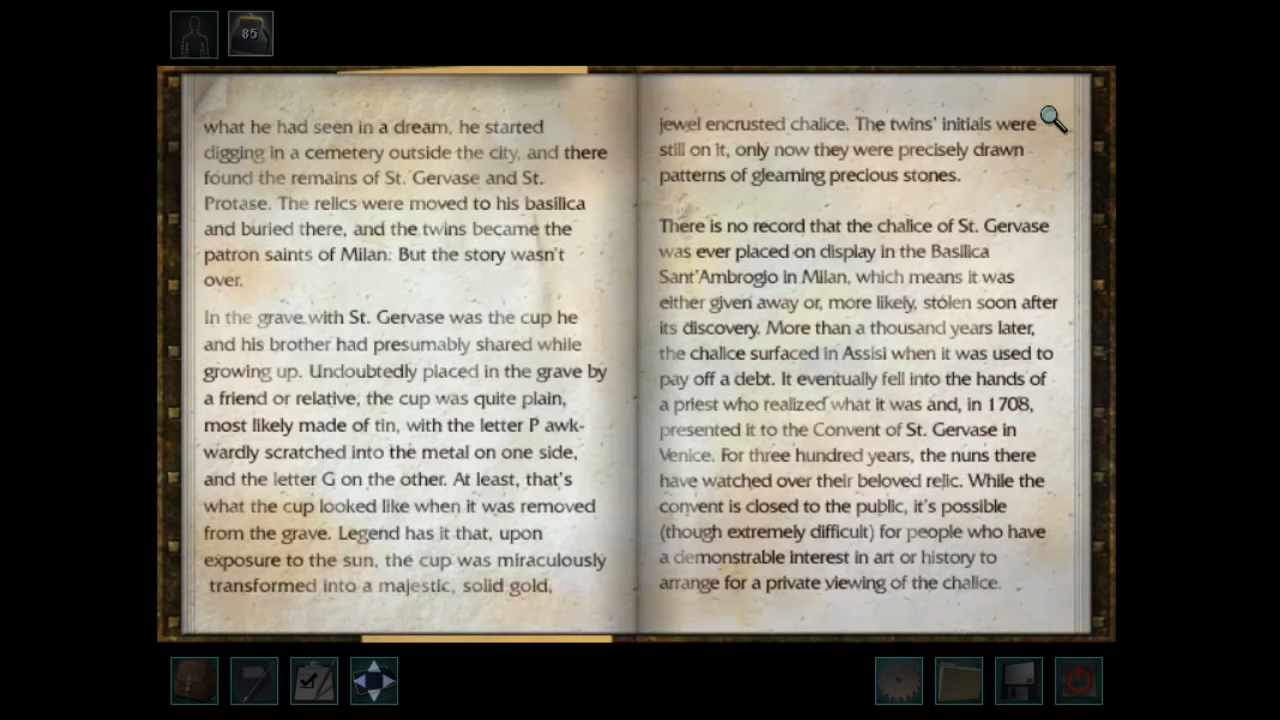 85
what he had seen in a dream, he started
digging in a cemetery outside the city, and there
found the remains of St. Gervase and St.
Protase. The relics were moved to his basilica
and buried there, and the twins became the
patron saints of Milan. But the story wasn't
over.
In the grave with St. Gervase was the cup he
and his brother had presumably shared while
growing up. Undoubtedly placed in the grave by
a friend or relative, the cup was quite plain,
most likely made of tin, with the letter P awk-
wardly scratched into the metal on one side,
and the letter G on the other. At least, that's
what the cup looked like when it was removed
from the grave. Legend has it that, upon
exposure to the sun, the cup was miraculously
transformed into a majestic, solid gold,
jewel encrusted chalice. The twins' initials were
still on it, only now they were precisely drawn
patterns of gleaming precious stones.
There is no record that the chalice of St. Gervase
was ever placed on display in the Basilica
Sant'Ambrogio in Milan, which means it was
either given away or, more likely, stolen soon after
its discovery. More than a thousand years later,
the chalice surfaced in Assisi when it was used to
pay off a debt. It eventually fell into the hands of
a priest who realized what it was and, in 1708,
presented it to the Convent of St. Gervase in
Venice. For three hundred years, the nuns there
have watched over their beloved relic. While the
convent is closed to the public, it's possible
(though extremely difficult) for people who have
a demonstrable interest in art or history to
arrange for a private viewing of the chalice.